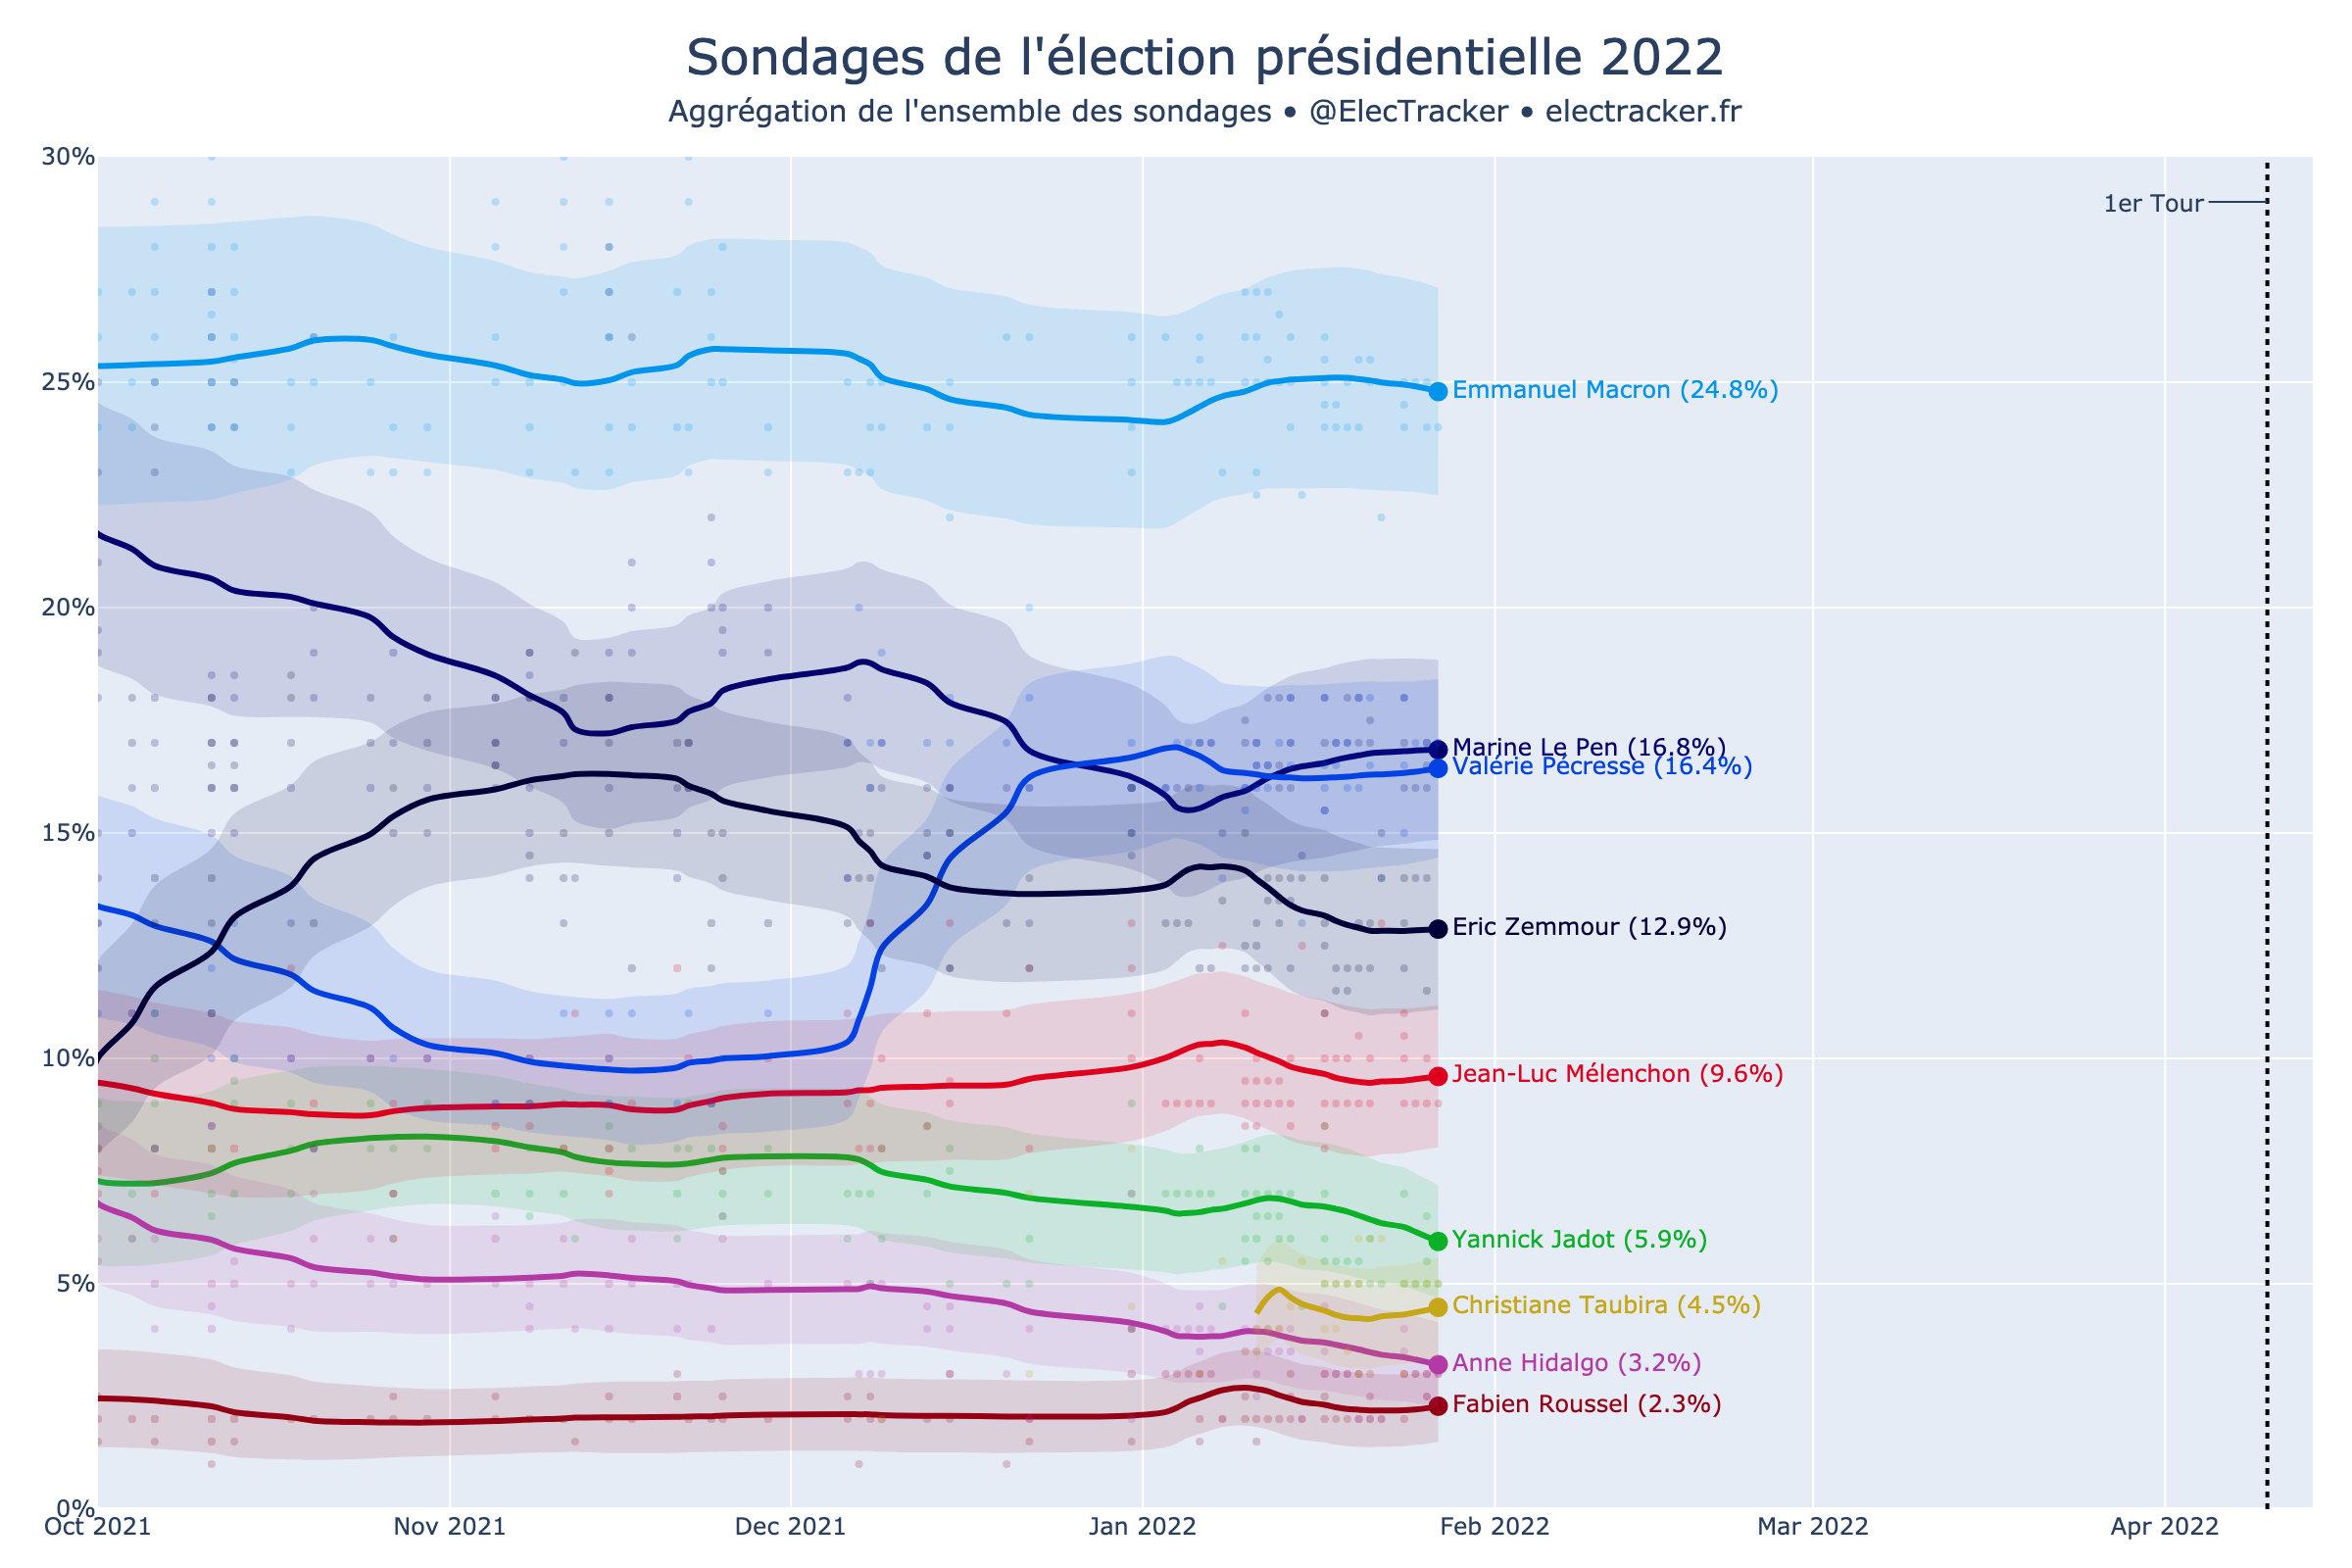 Sondages de l'élection présidentielle 2022
Aggrégation de l'ensemble des sondages • @ElecTracker • electracker.fr
30%
1er Tour
25%
Emmanuel Macron (24.8%)
20%
Marine Le Pen (16.8%)
Valérie Pécresse (16.4%)
15%
Eric Zemmour (12.9%)
10%
Jean-Luc Mélenchon (9.6%)
Yannick Jadot (5.9%)
5%
Christiane Taubira (4.5%)
Anne Hidalgo (3.2%)
Fabien Roussel (2.3%)
0%
Oct 2021 Nov 2021 Dec 2021 Jan 2022 Feb 2022 Mar 2022 Apr 2022